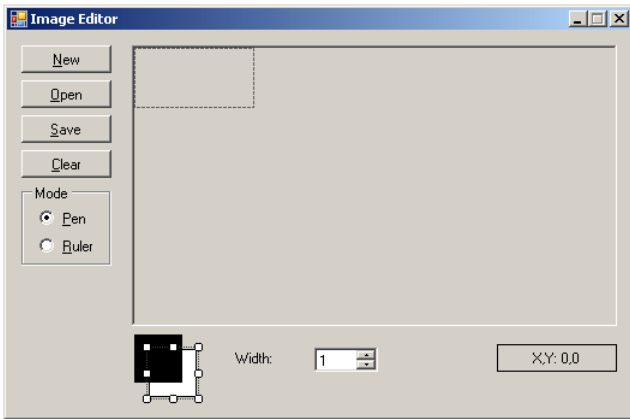 Image Editor
New
Open
Save
Clear
Mode
Pen
Ruler
Width: 1
X,Y: 0,0